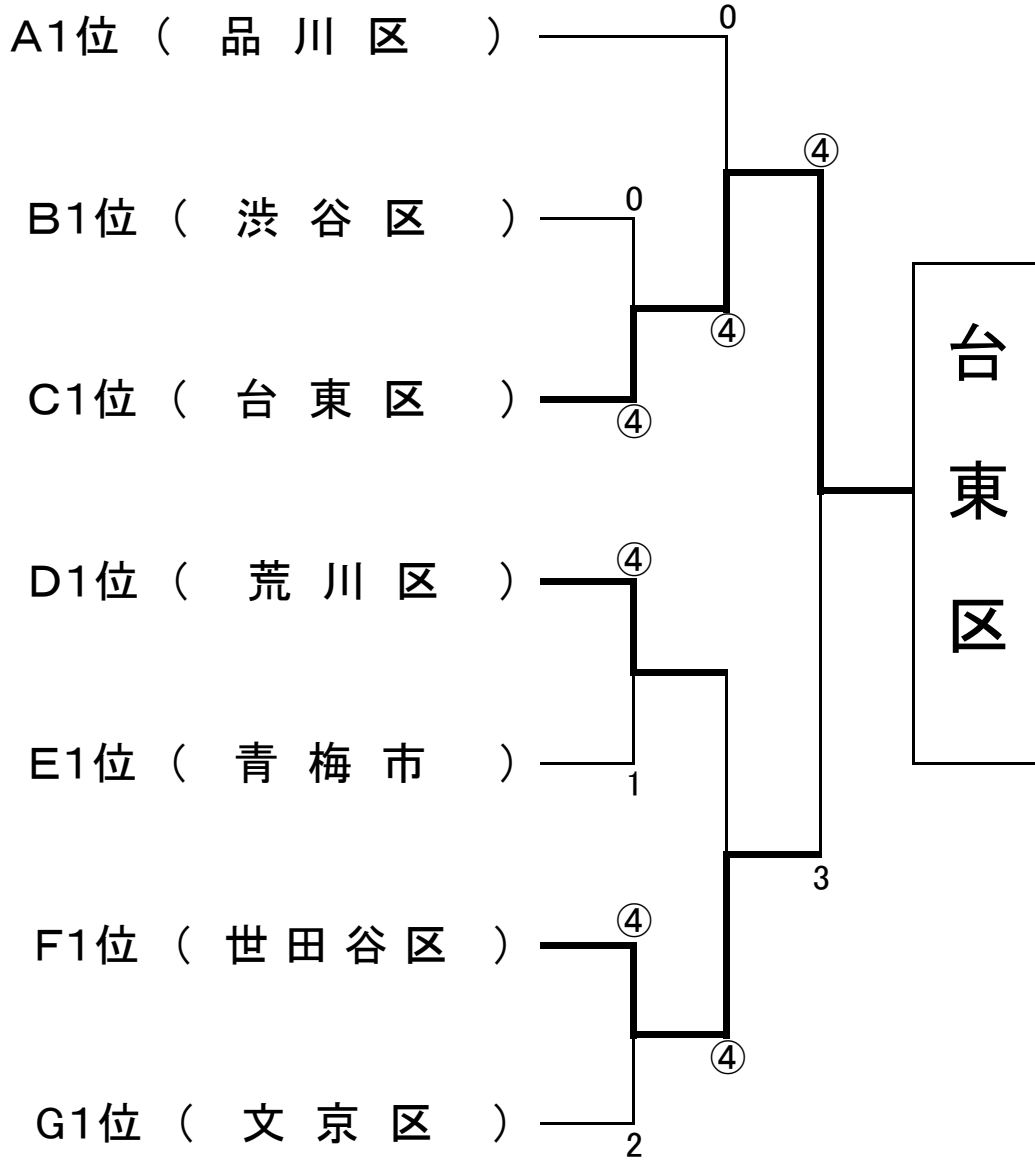 0
A1位 （ 品 川 区 ）
④
0
B1位 （ 渋 谷 区 ）
④
C1位 （ 台 東 区 ）
④
台東区
④
D1位 （ 荒 川 区 ）
E1位 （ 青 梅 市 ）
1
3
④
F1位 （ 世 田 谷 区 ）
④
G1位 （ 文 京 区 ）
2